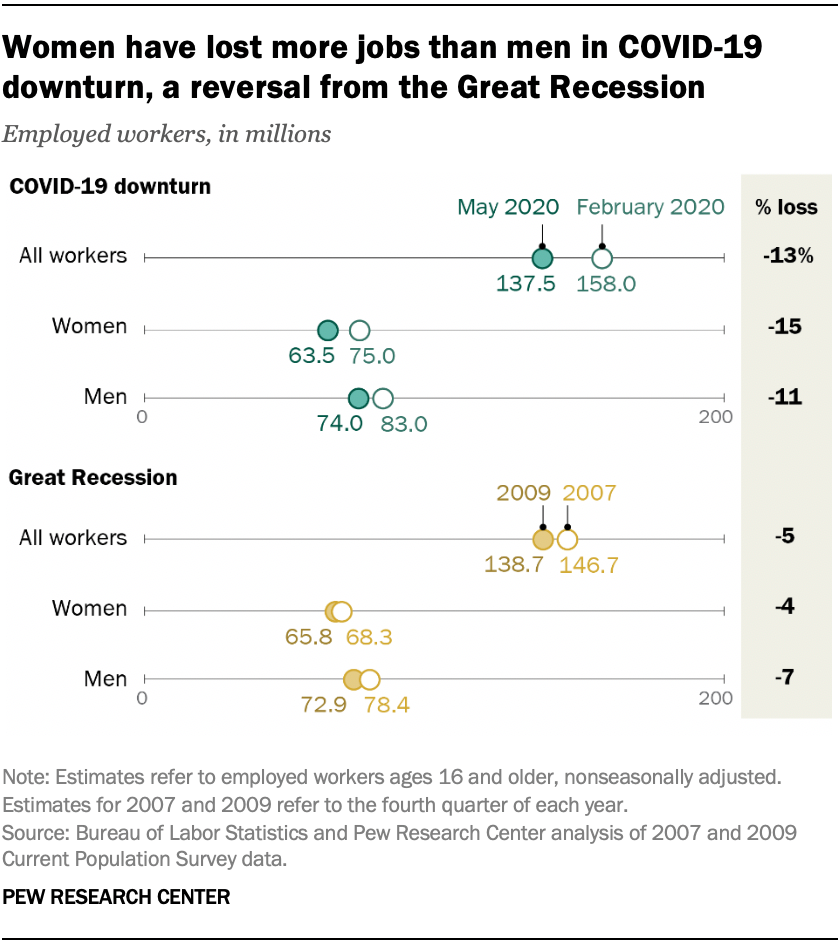 Women have lost more jobs than men in COVID-19
downturn, a reversal from the Great Recession
Employed workers, in millions
COVID-19 downturn
May 2020 February 2020 % loss
All workers -13%
137.5 158.0
Women -15
63.5 75.0
Men -11
0 74.0 83.0 200
Great Recession
2009 2007
All workers -5
138.7 146.7
Women -4
65.8 68.3
Men -7
0 72.9 78.4 200
Note: Estimates refer to employed workers ages 16 and older, nonseasonally adjusted.
Estimates for 2007 and 2009 refer to the fourth quarter of each year.
Source: Bureau of Labor Statistics and Pew Research Center analysis of 2007 and 2009
Current Population Survey data.
PEW RESEARCH CENTER